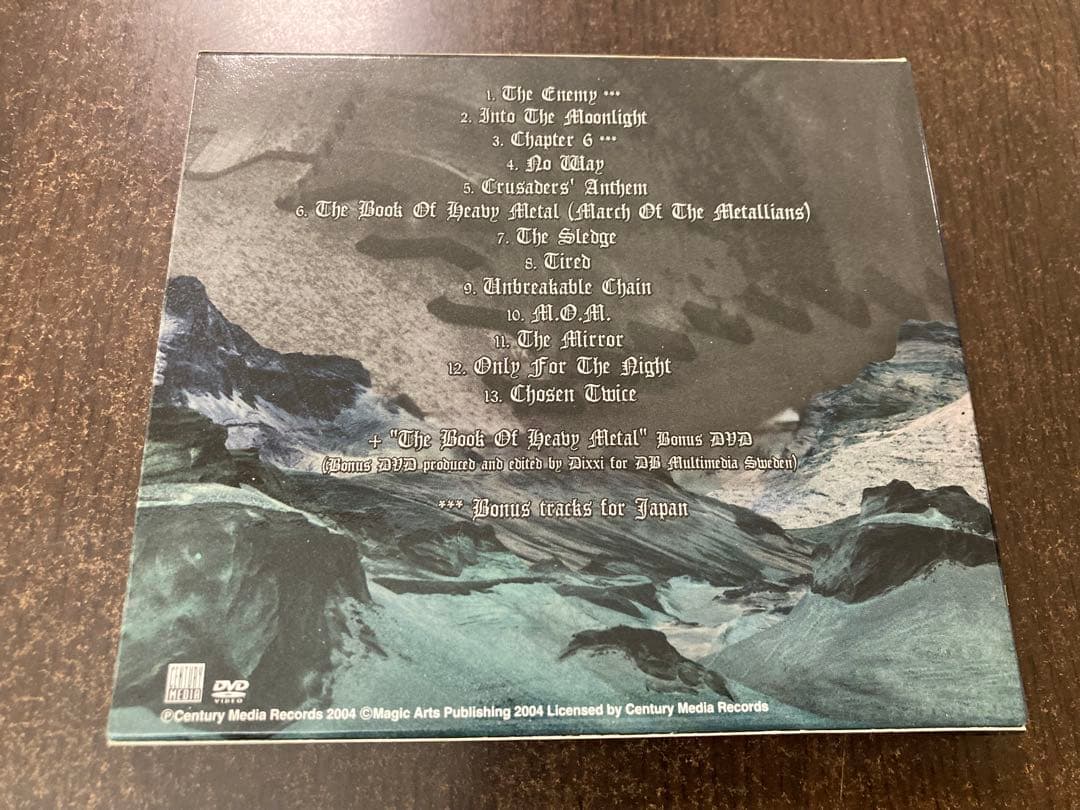 1. The Enemy ***
2. Into The Moonlight
3. Chapter 6 ***
4. No Way
5. Crusaders' Anthem
6. The Book Of Heavy Metal (March Of The Metallians)
7. The Sledge
8. Tired
9. Unbreakable Chain
10. M.O.M.
11. The Mirror
12. Only For The Night
13. Chosen Twice
+ "The Book Of Heavy Metal" Bonus DVD
(Bonus DVD produced and edited by Dixxi for DB Multimedia Sweden)
*** Bonus tracks for Japan
CENTURY
MEDIA
DVD
VIDEO
℗Century Media Records 2004 ©Magic Arts Publishing 2004 Licensed by Century Media Records